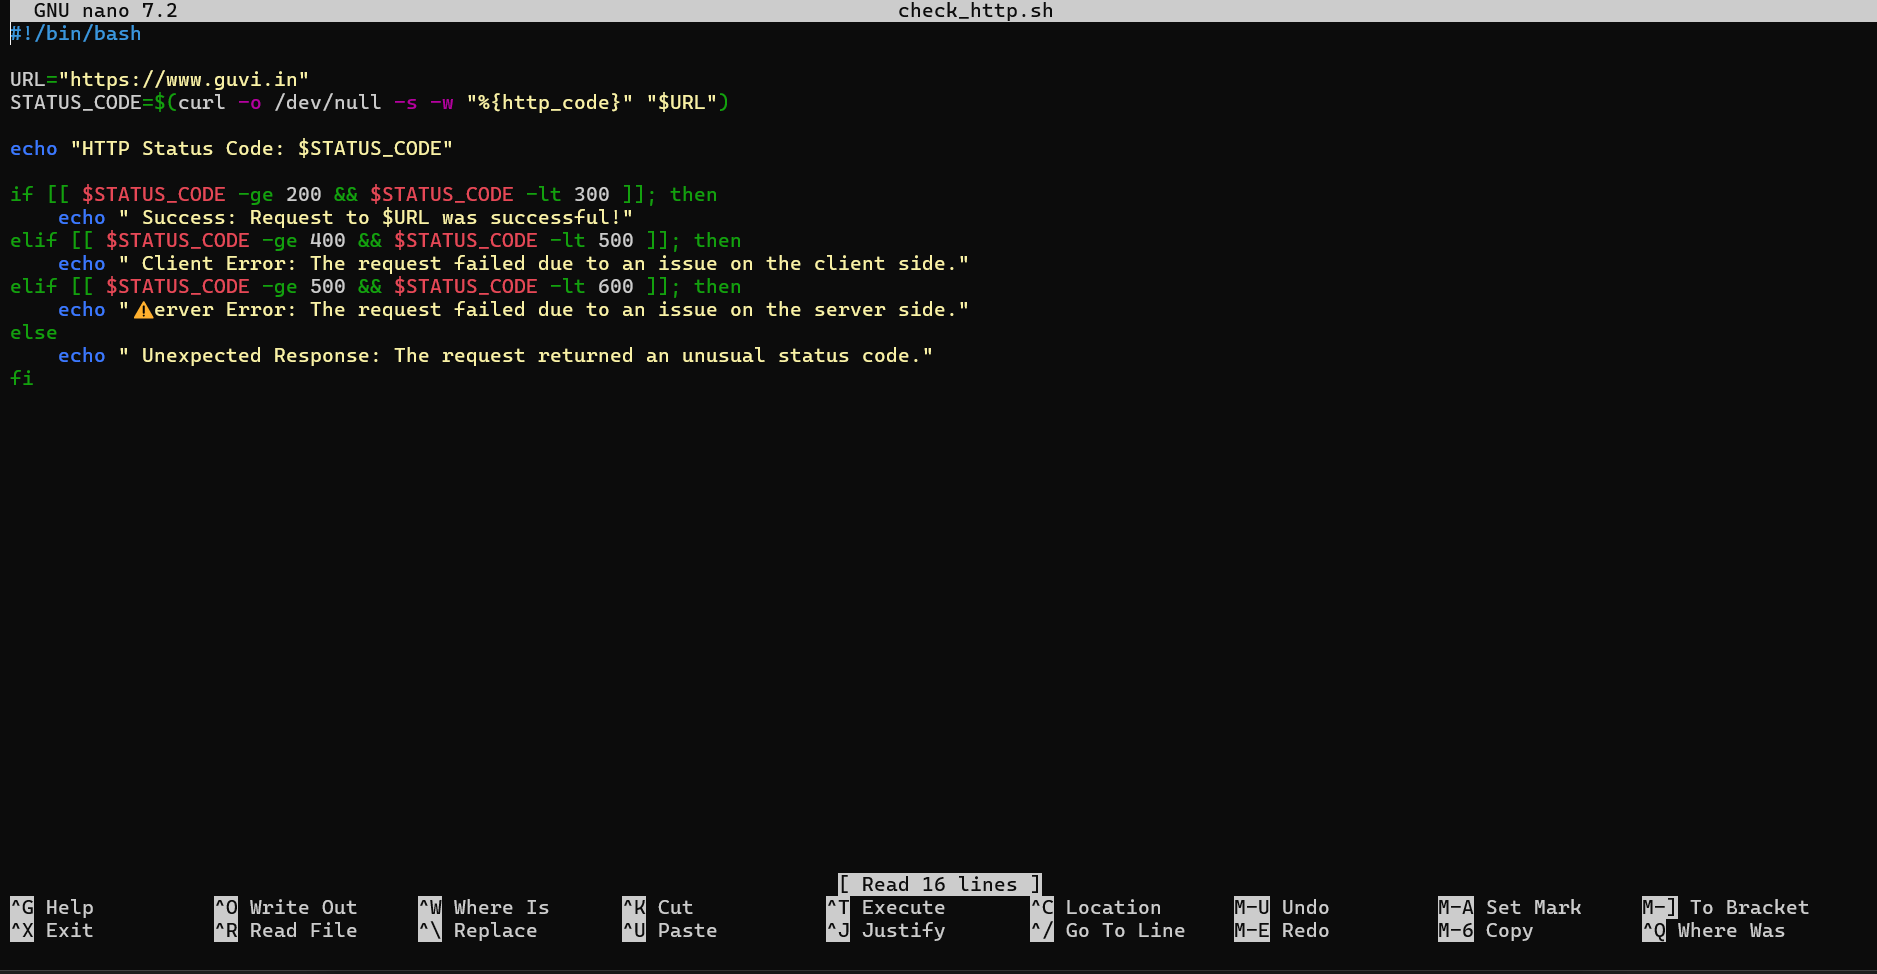 GNU nano 7.2 check_http.sh
#!/bin/bash
URL="https://www.guvi.in"
STATUS_CODE=$(curl -o /dev/null -s -w "%{http_code}" "$URL")
echo "HTTP Status Code: $STATUS_CODE"
if [[ $STATUS_CODE -ge 200 && $STATUS_CODE -lt 300 ]]; then
    echo " Success: Request to $URL was successful!"
elif [[ $STATUS_CODE -ge 400 && $STATUS_CODE -lt 500 ]]; then
    echo " Client Error: The request failed due to an issue on the client side."
elif [[ $STATUS_CODE -ge 500 && $STATUS_CODE -lt 600 ]]; then
    echo "⚠️erver Error: The request failed due to an issue on the server side."
else
    echo " Unexpected Response: The request returned an unusual status code."
fi
[ Read 16 lines ]
^G Help ^O Write Out ^W Where Is ^K Cut ^T Execute ^C Location M-U Undo M-A Set Mark M-] To Bracket
^X Exit ^R Read File ^\ Replace ^U Paste ^J Justify ^/ Go To Line M-E Redo M-6 Copy ^Q Where Was